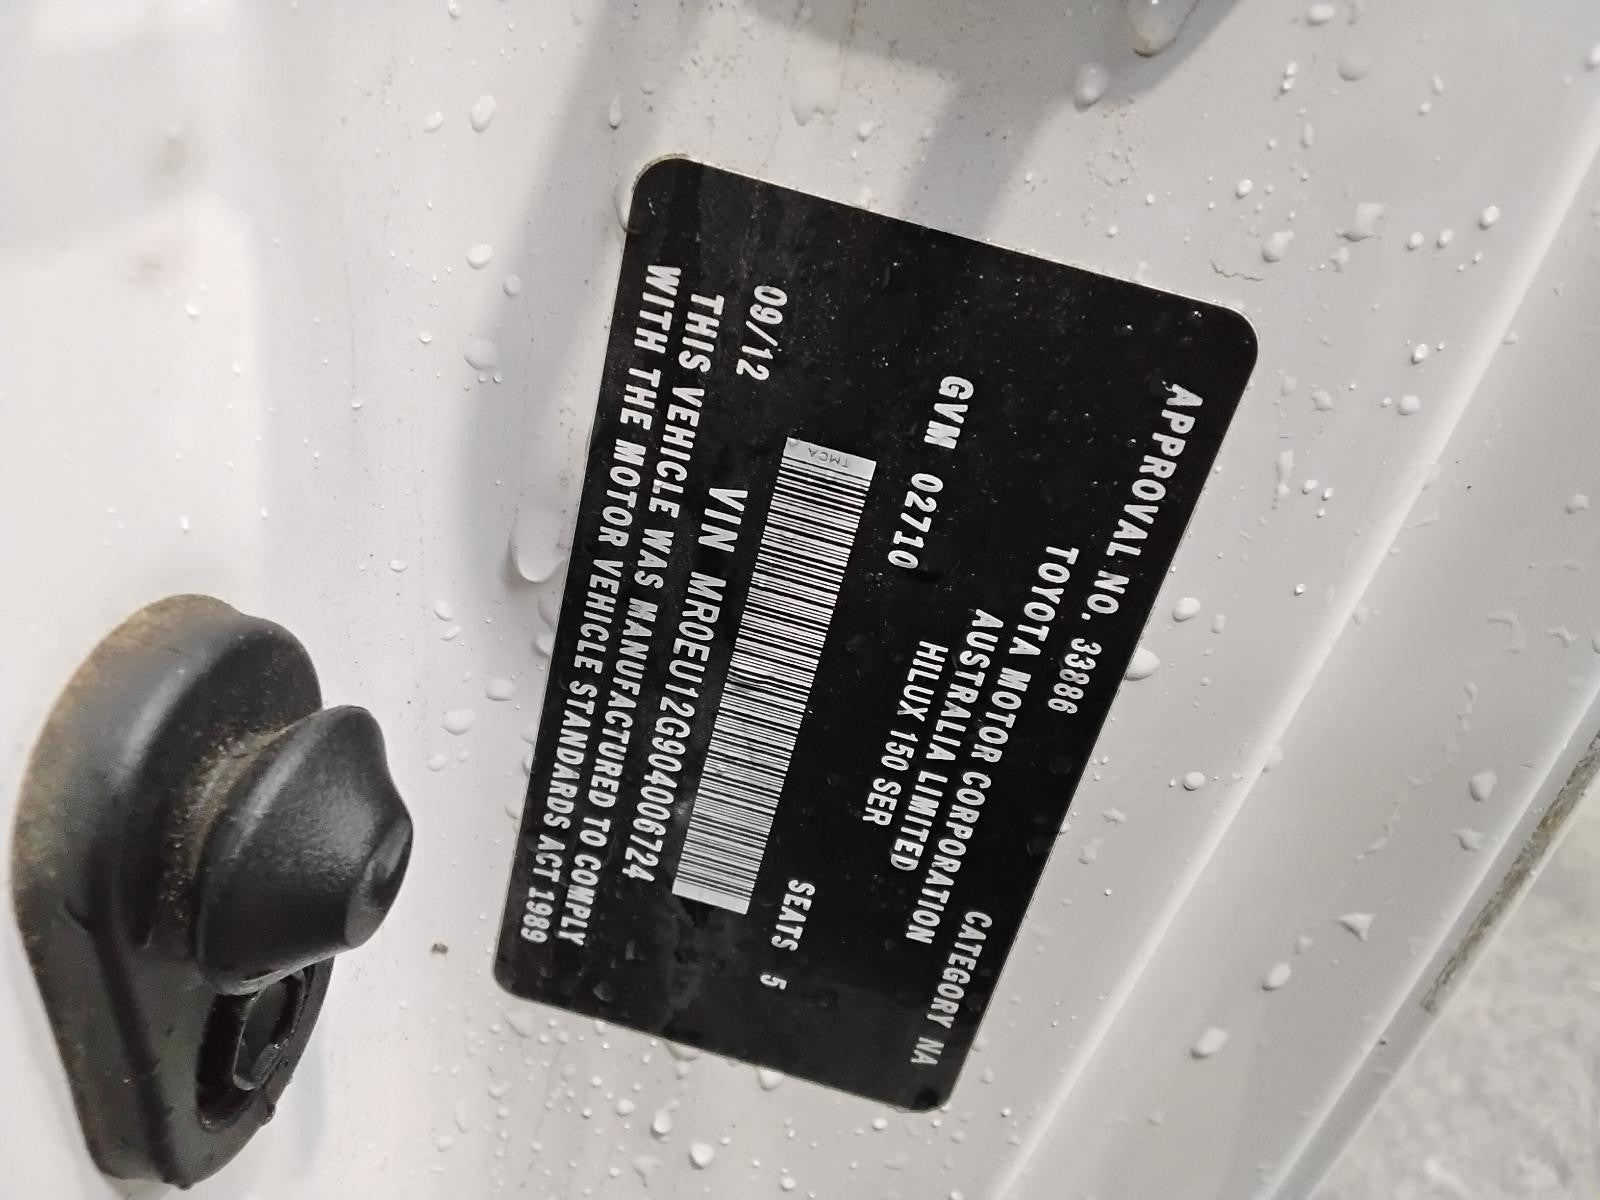 APPROVAL NO. 33886 CATEGORY NA
TOYOTA MOTOR CORPORATION
AUSTRALIA LIMITED
HILUX 150 SER
GVM 02710 SEATS 5
TMCA
09/12 VIN MR0EU12G904006724
THIS VEHICLE WAS MANUFACTURED TO COMPLY
WITH THE MOTOR VEHICLE STANDARDS ACT 1989